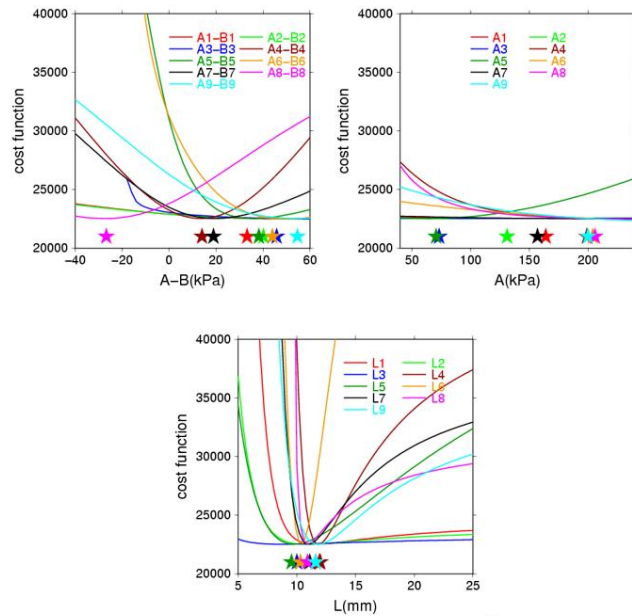 40000
35000
30000
25000
20000
cost function
A1-B1 A2-B2
A3-B3 A4-B4
A5-B5 A6-B6
A7-B7 A8-B8
A9-B9
-40 -20 0 20 40 60
A-B(kPa)
40000
35000
30000
25000
20000
cost function
A1 A2
A3 A4
A5 A6
A7 A8
A9
50 100 150 200
A(kPa)
40000
35000
30000
25000
20000
cost function
L1 L2
L3 L4
L5 L6
L7 L8
L9
5 10 15 20 25
L(mm)